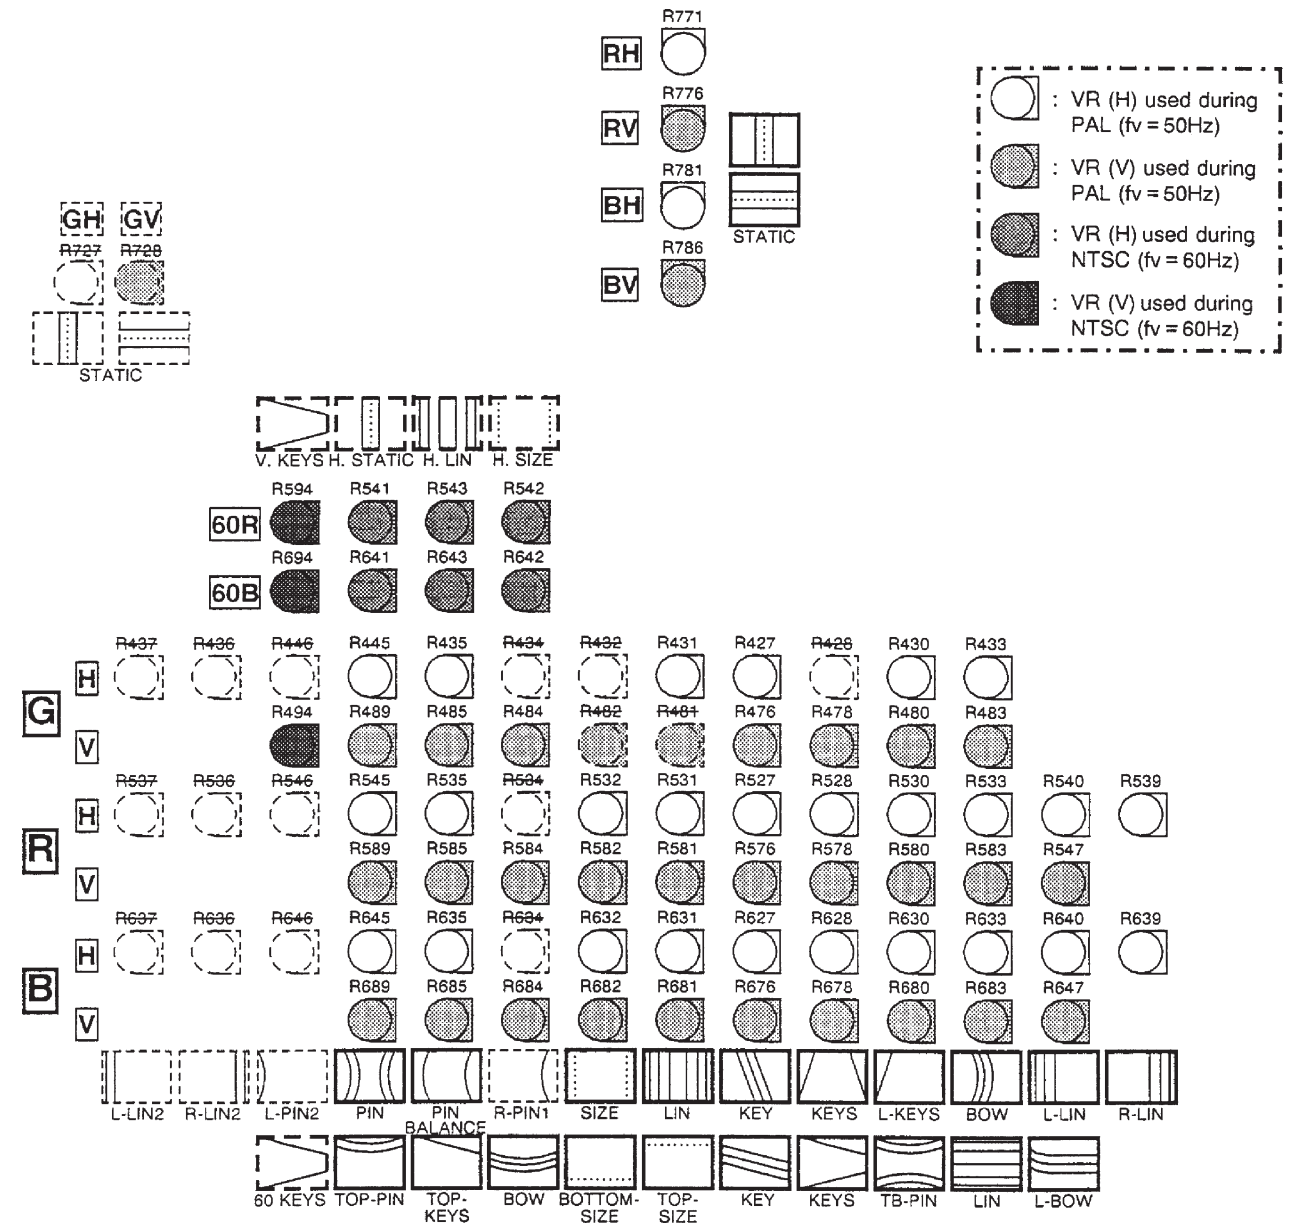 R771
RH
R776
RV
R781
BH
STATIC
R786
BV
: VR (H) used during
PAL (fv = 50Hz)
: VR (V) used during
PAL (fv = 50Hz)
: VR (H) used during
NTSC (fv = 60Hz)
: VR (V) used during
NTSC (fv = 60Hz)
GH GV
R727 R728
STATIC
V. KEYS H. STATIC H. LIN H. SIZE
R594 R541 R543 R542
60R
R694 R641 R643 R642
60B
R437 R436 R446 R445 R435 R434 R432 R431 R427 R428 R430 R433
H
G
R494 R489 R485 R484 R482 R481 R476 R478 R480 R483
V
R537 R536 R546 R545 R535 R534 R532 R531 R527 R528 R530 R533 R540 R539
H
R
R589 R585 R584 R582 R581 R576 R578 R580 R583 R547
V
R637 R636 R646 R645 R635 R634 R632 R631 R627 R628 R630 R633 R640 R639
H
B
R689 R685 R684 R682 R681 R676 R678 R680 R683 R647
V
L-LIN2 R-LIN2 L-PIN2 PIN PIN BALANCE R-PIN1 SIZE LIN KEY KEYS L-KEYS BOW L-LIN R-LIN
60 KEYS TOP-PIN TOP-KEYS BOW BOTTOM-SIZE TOP-SIZE KEY KEYS TB-PIN LIN L-BOW